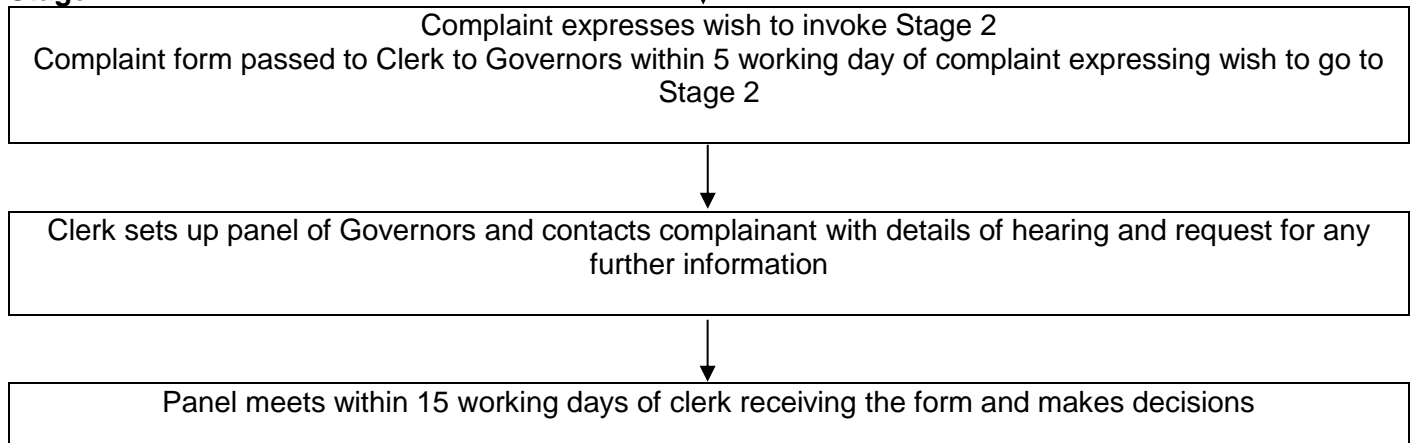 Complaint expresses wish to invoke Stage 2
Complaint form passed to Clerk to Governors within 5 working day of complaint expressing wish to go to
Stage 2
Clerk sets up panel of Governors and contacts complainant with details of hearing and request for any
further information
Panel meets within 15 working days of clerk receiving the form and makes decisions